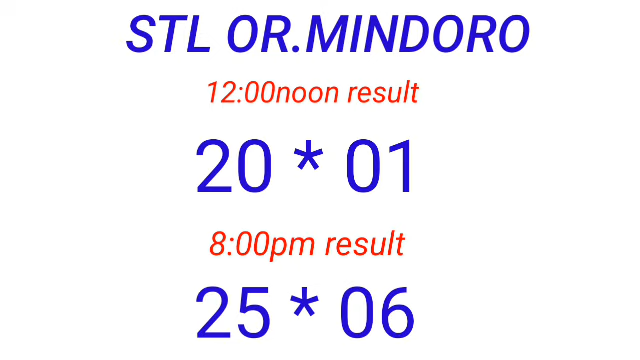 STL OR.MINDORO
12:00noon result
20 * 01
8:00pm result
25 * 06